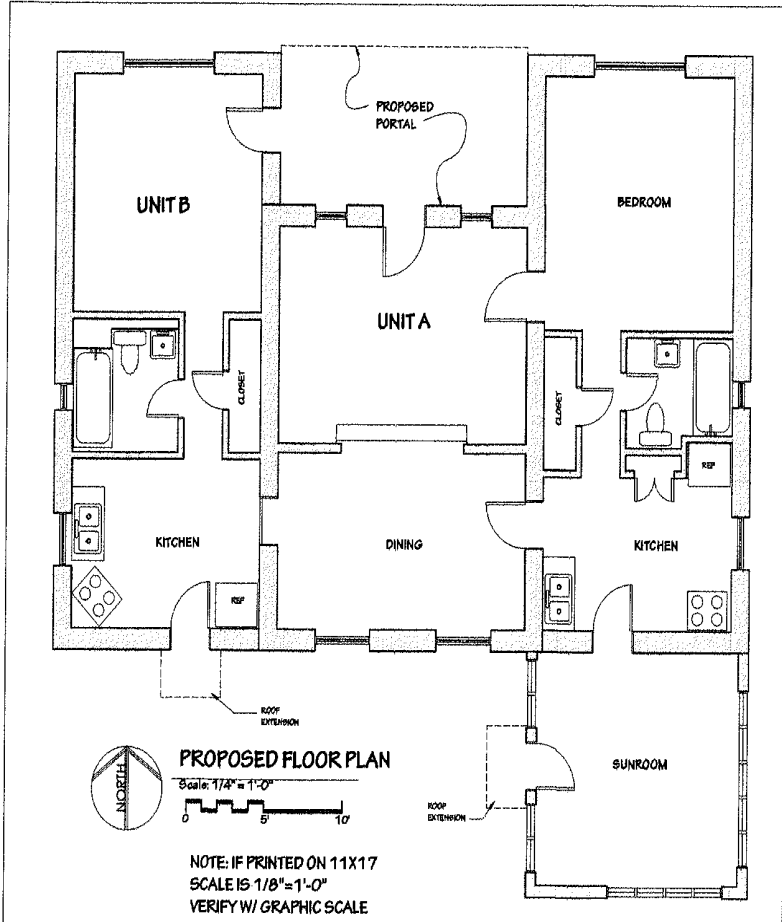 PROPOSED
PORTAL
UNIT B
BEDROOM
UNIT A
CLOSET
CLOSET
REF
KITCHEN
DINING
KITCHEN
REF
ROOF
EXTENSION
SUNROOM
ROOF
EXTENSION
NORTH
PROPOSED FLOOR PLAN
Scale: 1/4" = 1'-0"
0 5' 10'
NOTE: IF PRINTED ON 11X17
SCALE IS 1/8"=1'-0"
VERIFY W/ GRAPHIC SCALE